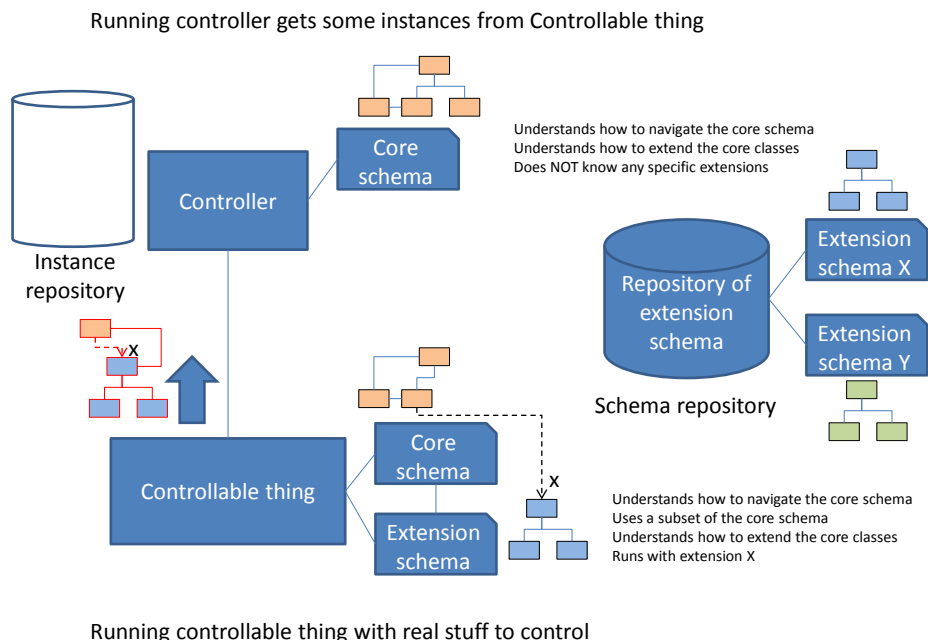 Running controller gets some instances from Controllable thing
Core
schema
Controller
Understands how to navigate the core schema
Understands how to extend the core classes
Does NOT know any specific extensions
Instance
repository
Extension
schema X
Repository of
extension
schema
Extension
schema Y
Schema repository
X
Controllable thing
Core
schema
Extension
schema
X
Understands how to navigate the core schema
Uses a subset of the core schema
Understands how to extend the core classes
Runs with extension X
Running controllable thing with real stuff to control